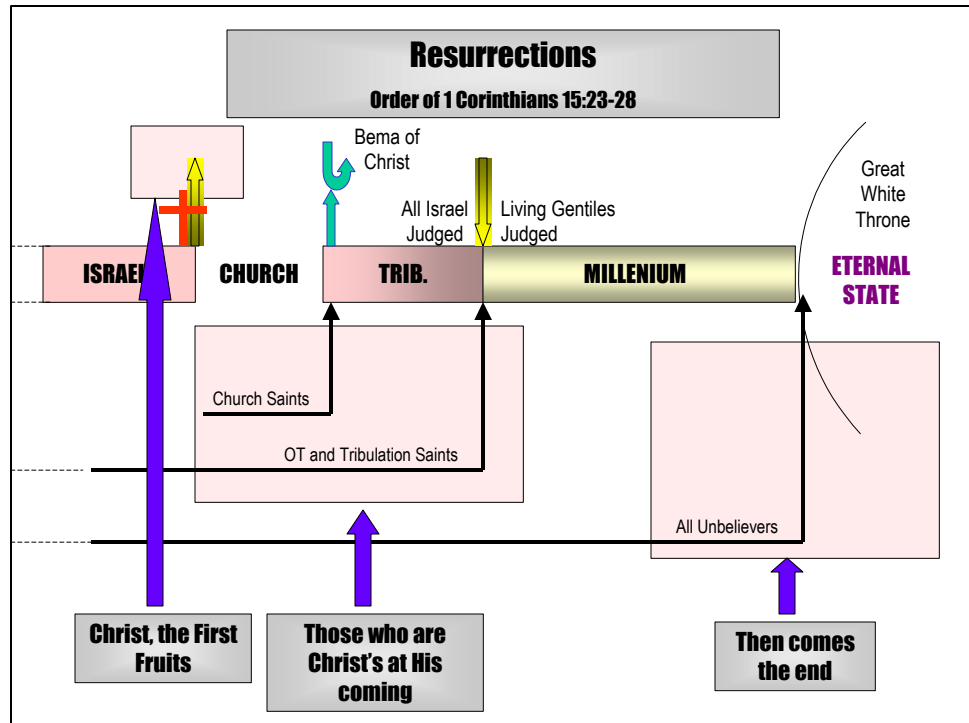 Resurrections
Order of 1 Corinthians 15:23-28
Bema of
Christ
All Israel
Judged
Living Gentiles
Judged
Great
White
Throne
ISRAEL
CHURCH
TRIB.
MILLENIUM
ETERNAL
STATE
Church Saints
OT and Tribulation Saints
All Unbelievers
Christ, the First
Fruits
Those who are
Christ's at His
coming
Then comes
the end